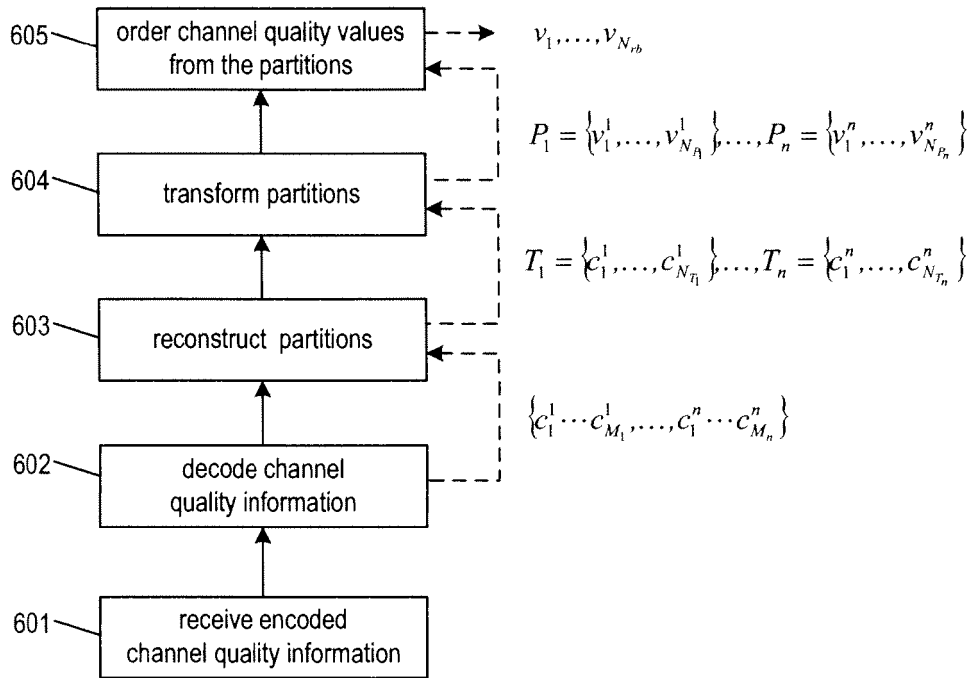 605
order channel quality values
from the partitions
v_1,...,v_{N_{rb}}
P_1 = {v_1^1,...,v_{N_{P_1}}^1},...,P_n = {v_1^n,...,v_{N_{P_n}}^n}
604
transform partitions
T_1 = {c_1^1,...,c_{N_{T_1}}^1},...,T_n = {c_1^n,...,c_{N_{T_n}}^n}
603
reconstruct partitions
{c_1^1 ··· c_{M_1}^1,...,c_1^n ··· c_{M_n}^n}
602
decode channel
quality information
601
receive encoded
channel quality information